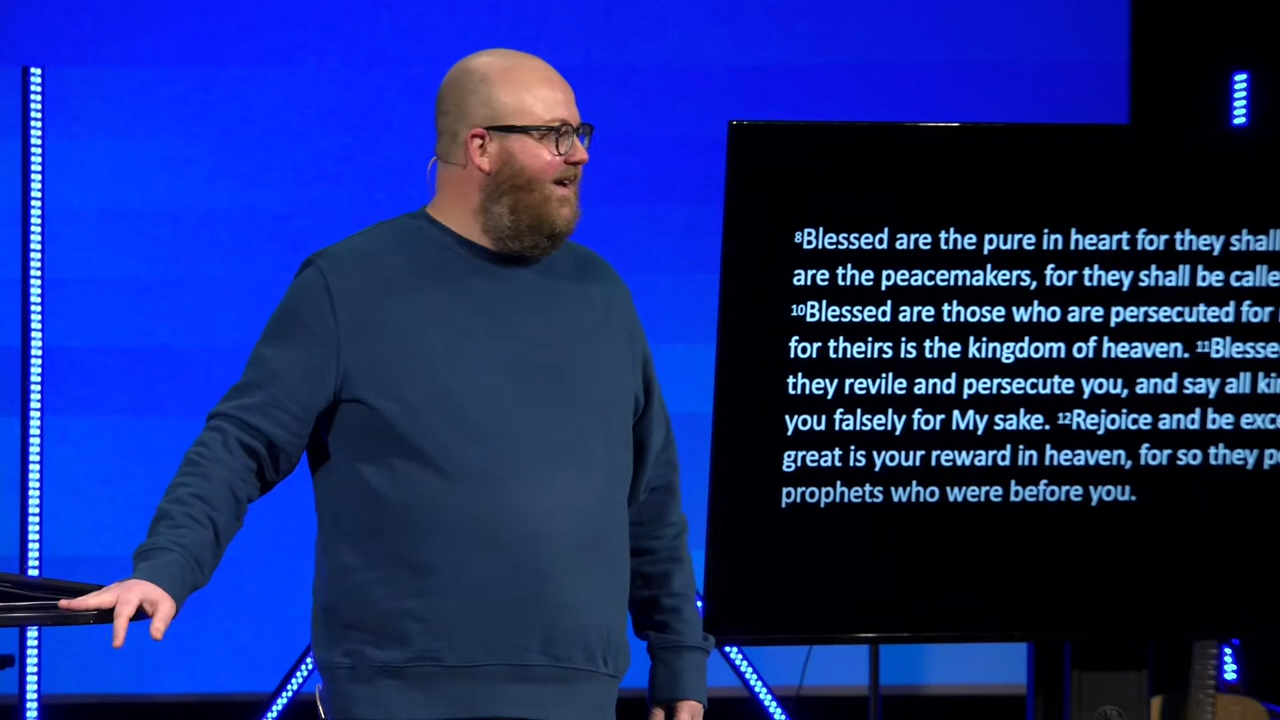 ⁸Blessed are the pure in heart for they shall
are the peacemakers, for they shall be calle
¹⁰Blessed are those who are persecuted for
for theirs is the kingdom of heaven. ¹¹Blesse
they revile and persecute you, and say all ki
you falsely for My sake. ¹²Rejoice and be exce
great is your reward in heaven, for so they pe
prophets who were before you.